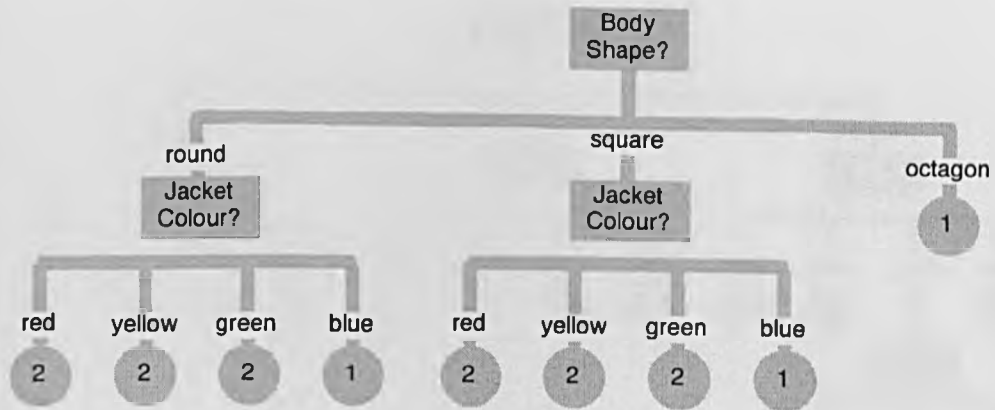 Body
Shape?
round
square
octagon
Jacket
Colour?
Jacket
Colour?
1
red
yellow
green
blue
red
yellow
green
blue
2
2
2
1
2
2
2
1